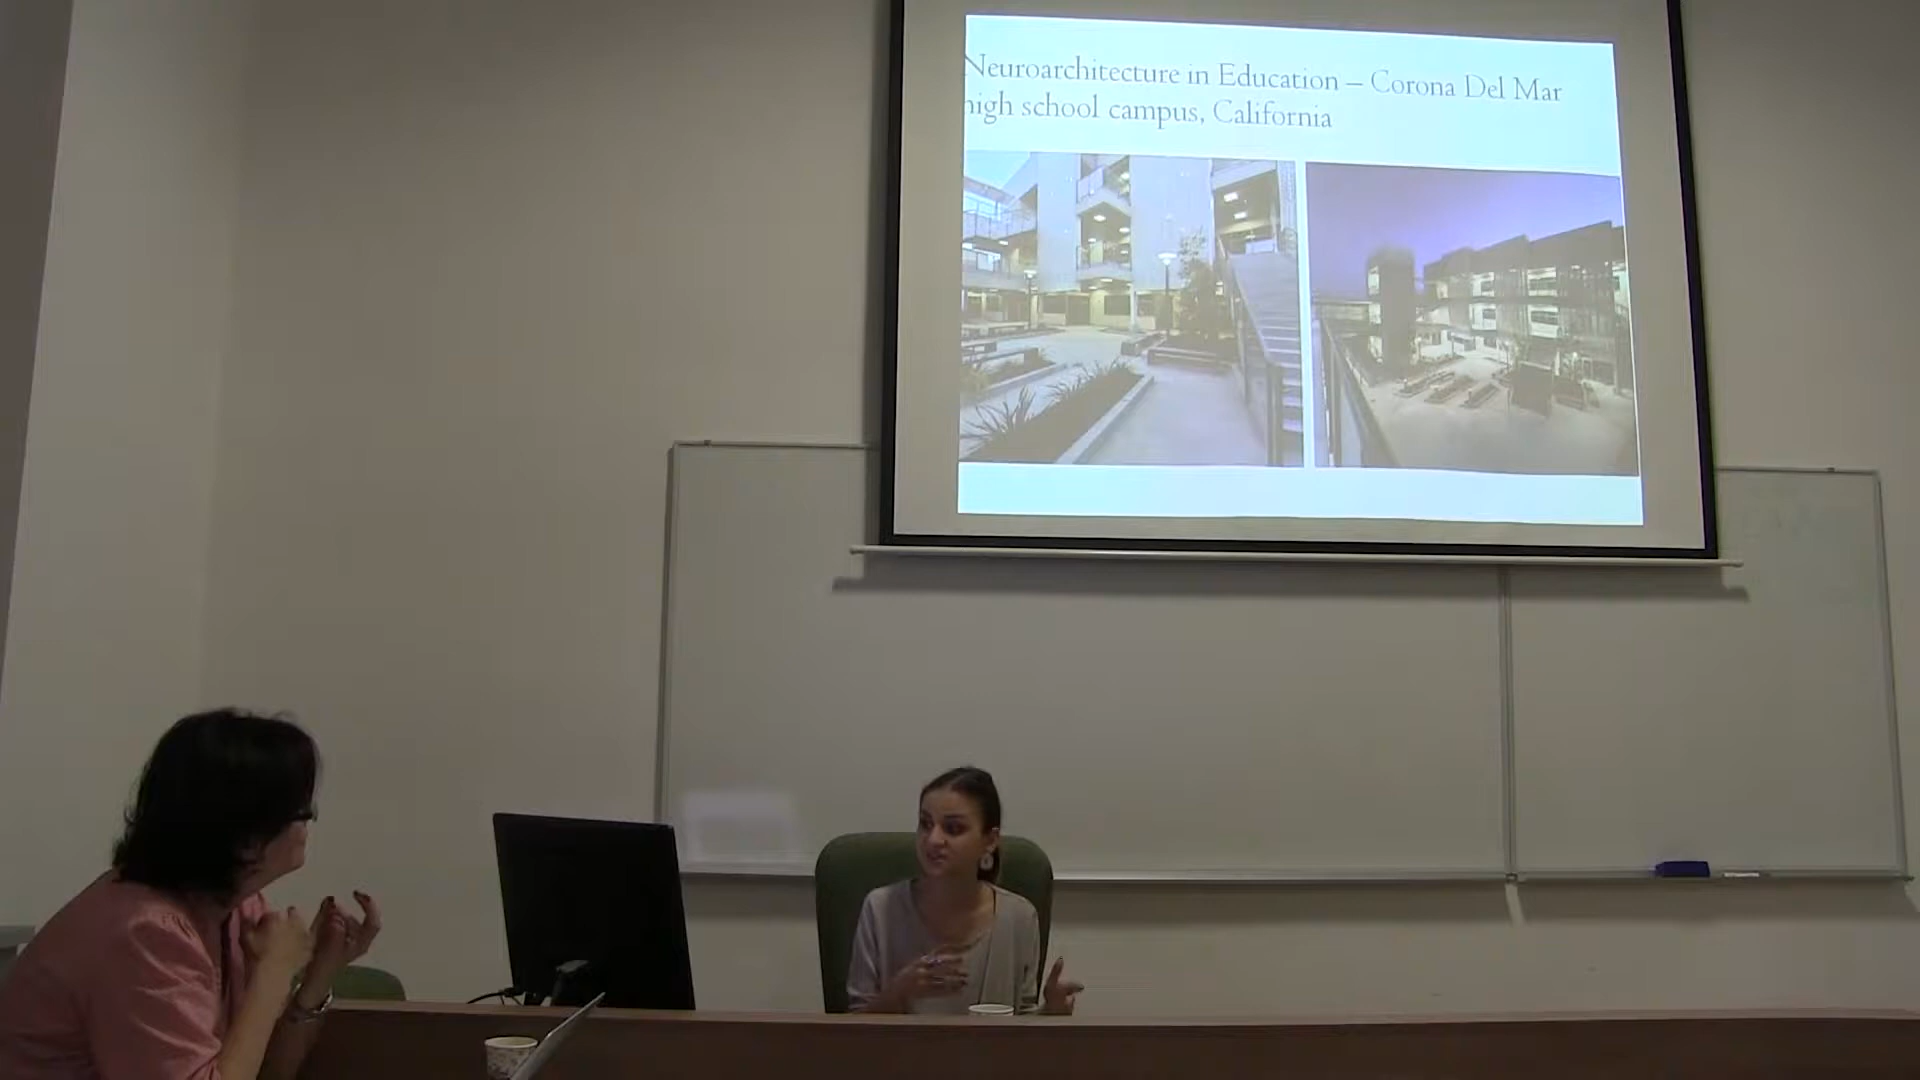 Neuroarchitecture in Education – Corona Del Mar
high school campus, California